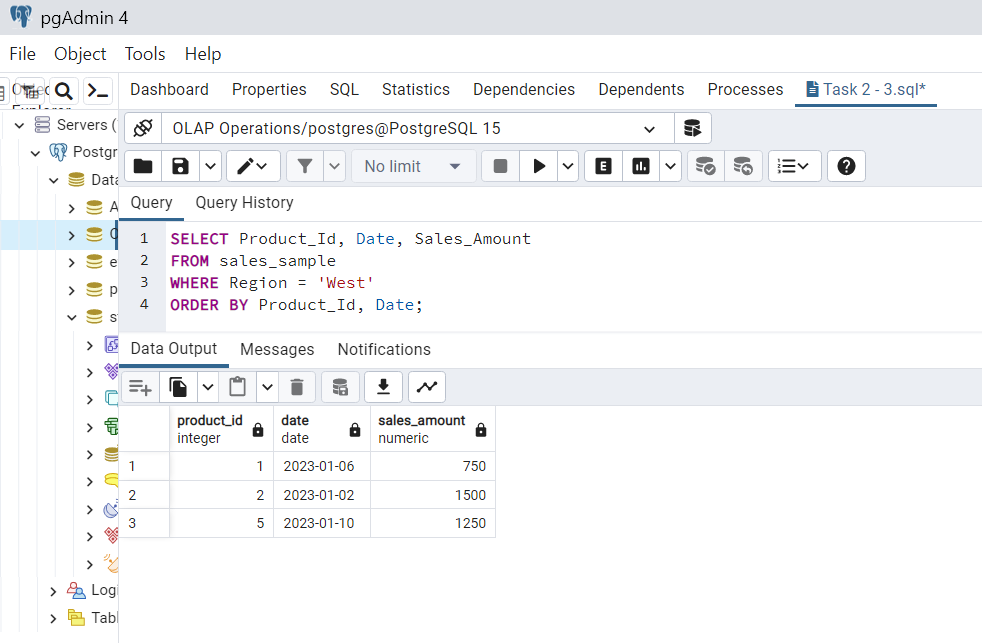 pgAdmin 4
File Object Tools Help
Dashboard Properties SQL Statistics Dependencies Dependents Processes Task 2 - 3.sql*
Servers (
OLAP Operations/postgres@PostgreSQL 15
Postgr
No limit
E
Data
Query Query History
A
1 SELECT Product_Id, Date, Sales_Amount
2 FROM sales_sample
e
3 WHERE Region = 'West'
p
4 ORDER BY Product_Id, Date;
s
Data Output Messages Notifications
product_id date sales_amount
integer date numeric
1 1 2023-01-06 750
2 2 2023-01-02 1500
3 5 2023-01-10 1250
Logi
Tabl